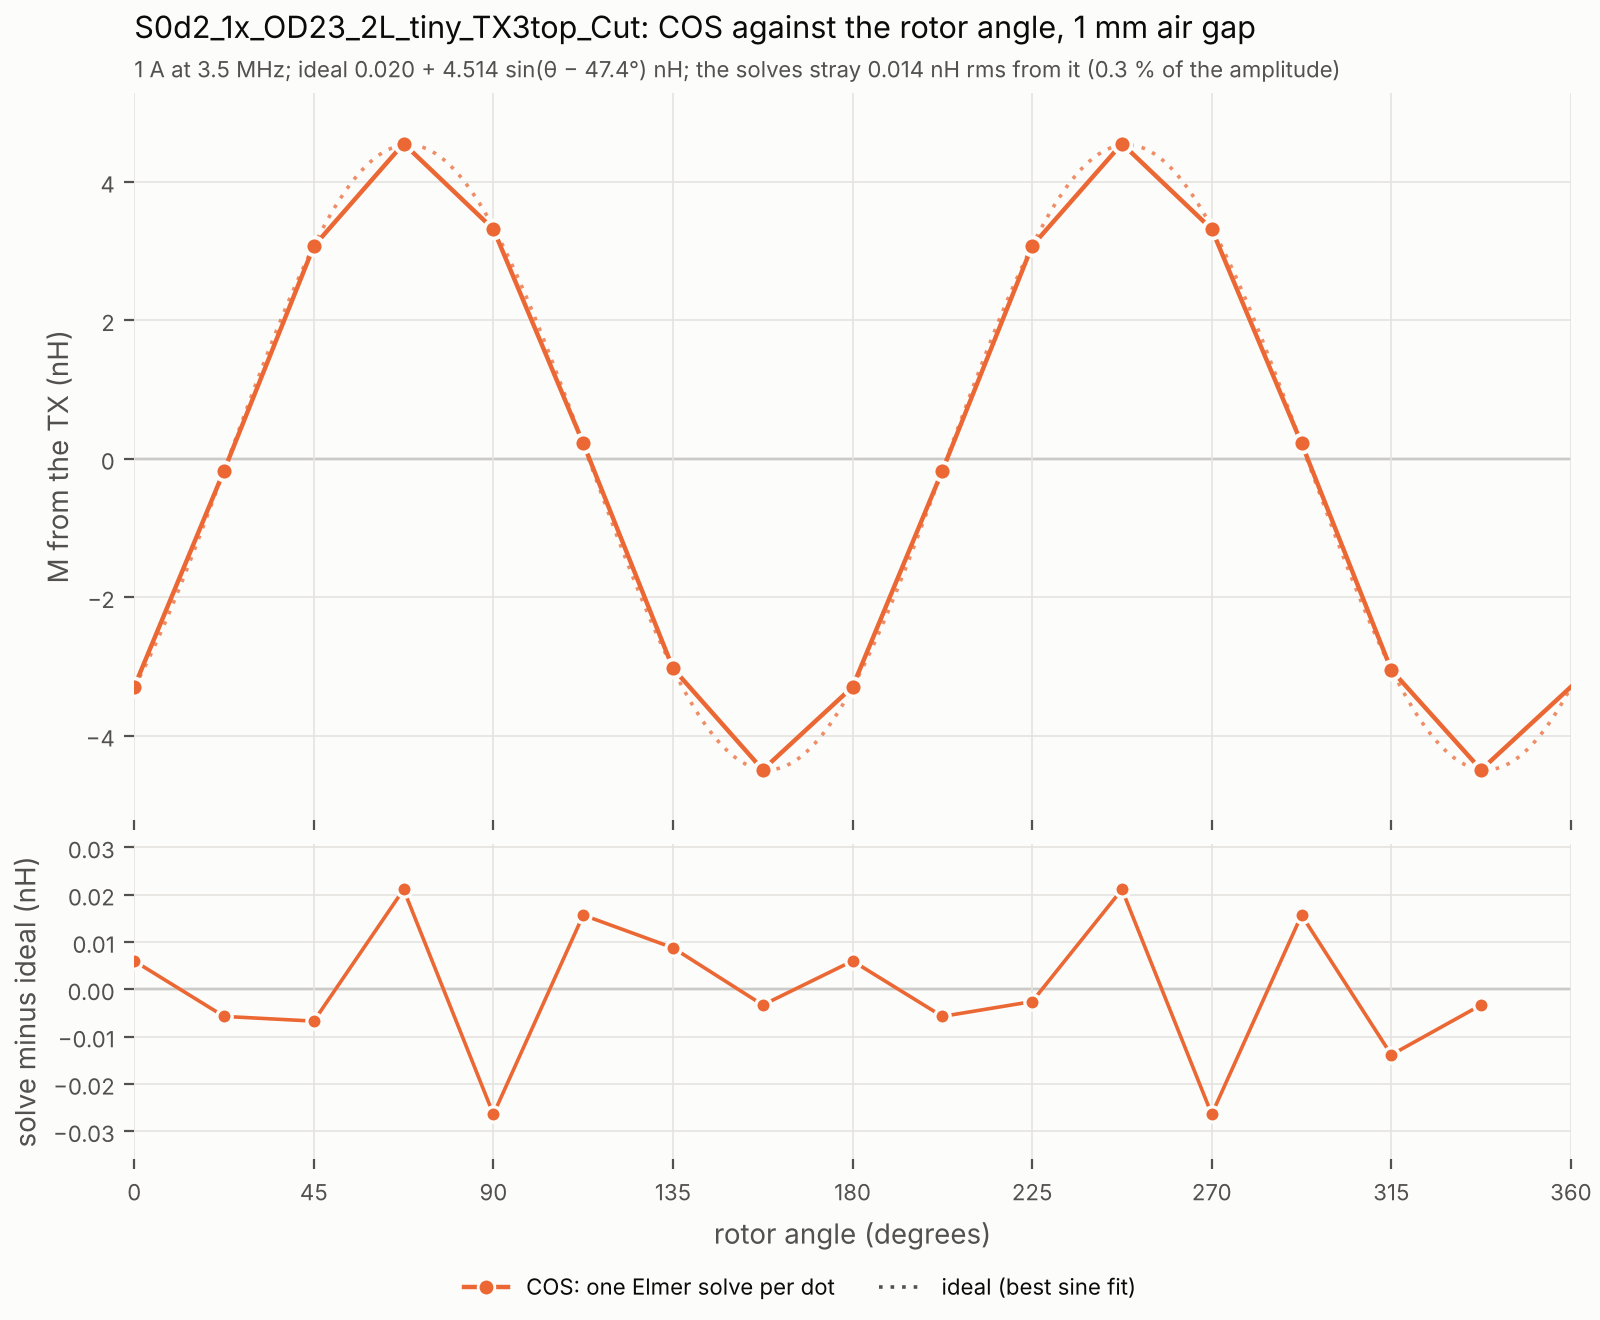 S0d2_1x_OD23_2L_tiny_TX3top_Cut: COS against the rotor angle, 1 mm air gap
1 A at 3.5 MHz; ideal 0.020 + 4.514 sin(θ − 47.4°) nH; the solves stray 0.014 nH rms from it (0.3 % of the amplitude)
M from the TX (nH)
4
2
0
−2
−4
solve minus ideal (nH)
0.03
0.02
0.01
0.00
−0.01
−0.02
−0.03
0 45 90 135 180 225 270 315 360
rotor angle (degrees)
COS: one Elmer solve per dot ideal (best sine fit)